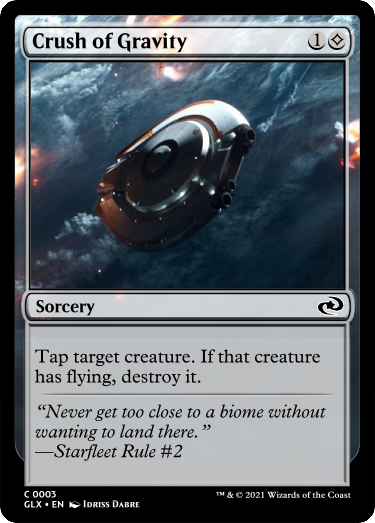 Crush of Gravity 1
Sorcery
Tap target creature. If that creature
has flying, destroy it.
“Never get too close to a biome without
wanting to land there.”
—Starfleet Rule #2
C 0003
GLX • EN Idriss Dabre
™ & © 2021 Wizards of the Coast